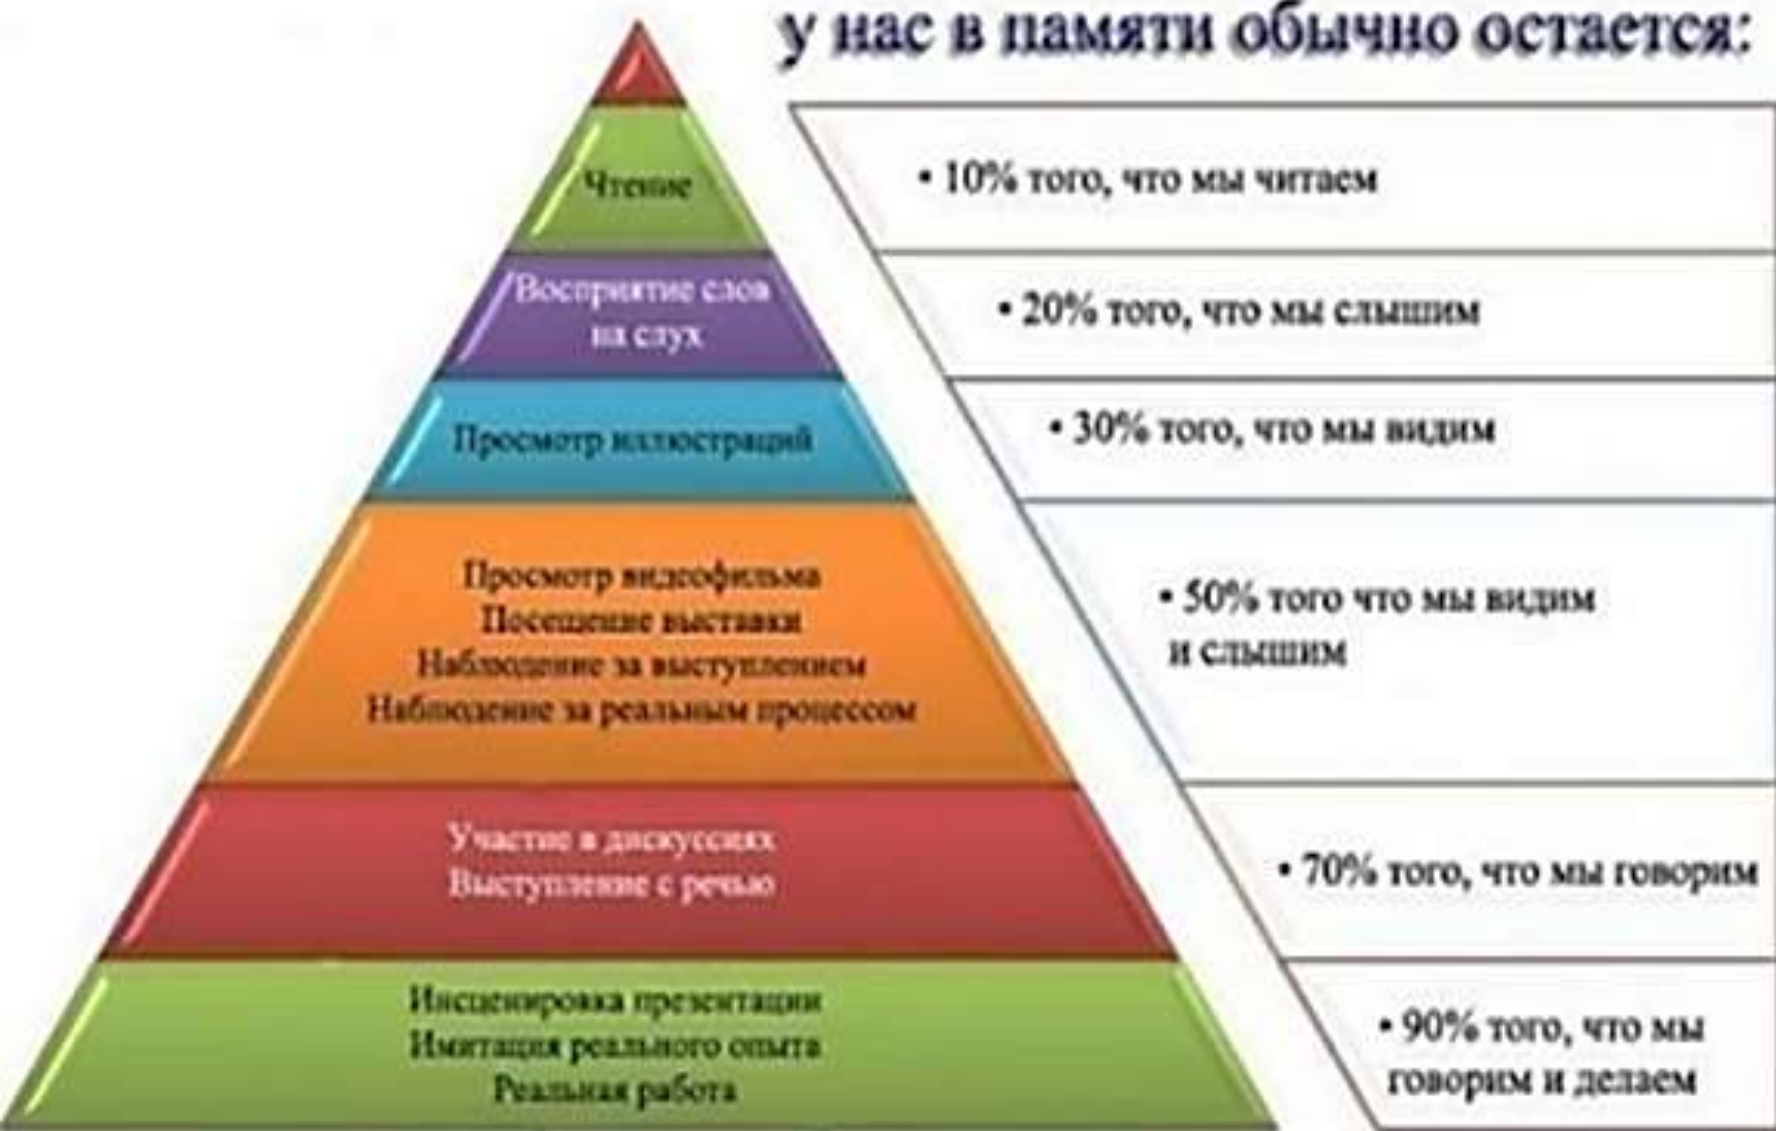 у нас в памяти обычно остается:
Чтение
• 10% того, что мы читаем
Восприятие слов
на слух
• 20% того, что мы слышим
Просмотр иллюстраций
• 30% того, что мы видим
Просмотр видеофильма
Посещение выставки
Наблюдение за выступлением
Наблюдение за реальным процессом
• 50% того что мы видим
и слышим
Участие в дискуссиях
Выступление с речью
• 70% того, что мы говорим
Инсценировка презентации
Имитация реального опыта
Реальная работа
• 90% того, что мы
говорим и делаем